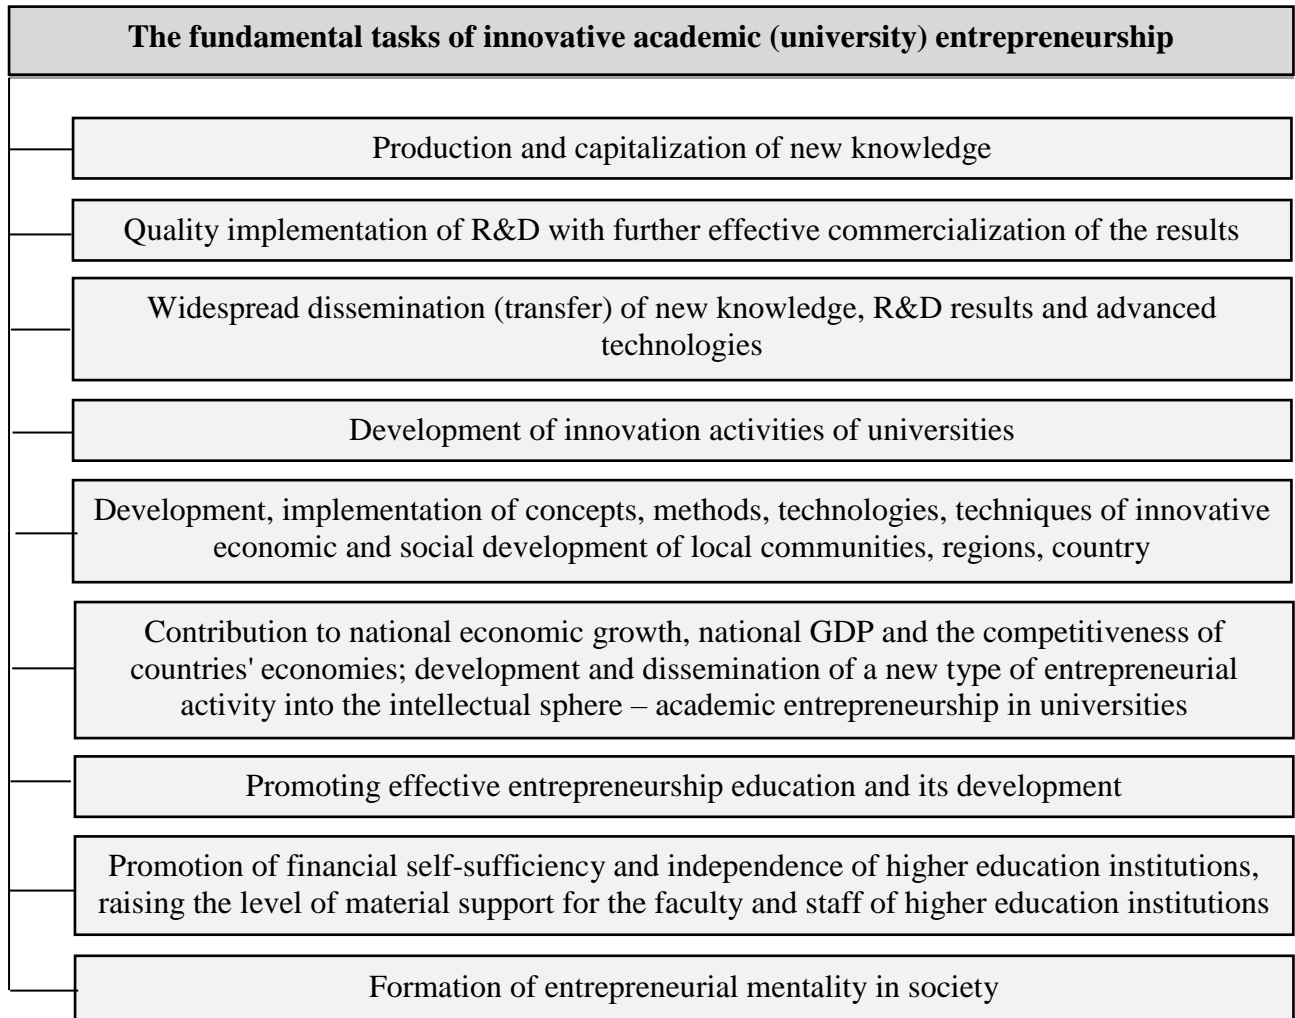 The fundamental tasks of innovative academic (university) entrepreneurship
Production and capitalization of new knowledge
Quality implementation of R&D with further effective commercialization of the results
Widespread dissemination (transfer) of new knowledge, R&D results and advanced
technologies
Development of innovation activities of universities
Development, implementation of concepts, methods, technologies, techniques of innovative
economic and social development of local communities, regions, country
Contribution to national economic growth, national GDP and the competitiveness of
countries' economies; development and dissemination of a new type of entrepreneurial
activity into the intellectual sphere – academic entrepreneurship in universities
Promoting effective entrepreneurship education and its development
Promotion of financial self-sufficiency and independence of higher education institutions,
raising the level of material support for the faculty and staff of higher education institutions
Formation of entrepreneurial mentality in society